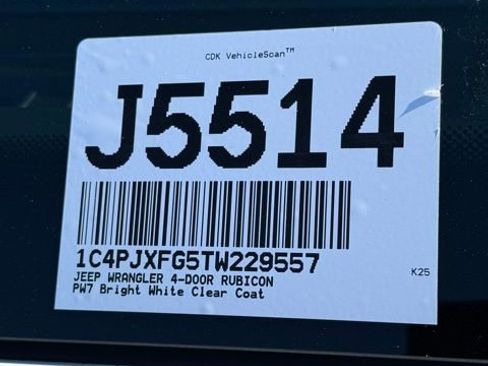 CDK VehicleScan™
J5514
1C4PJXFG5TW229557
JEEP WRANGLER 4-DOOR RUBICON
K25
PW7 Bright White Clear Coat